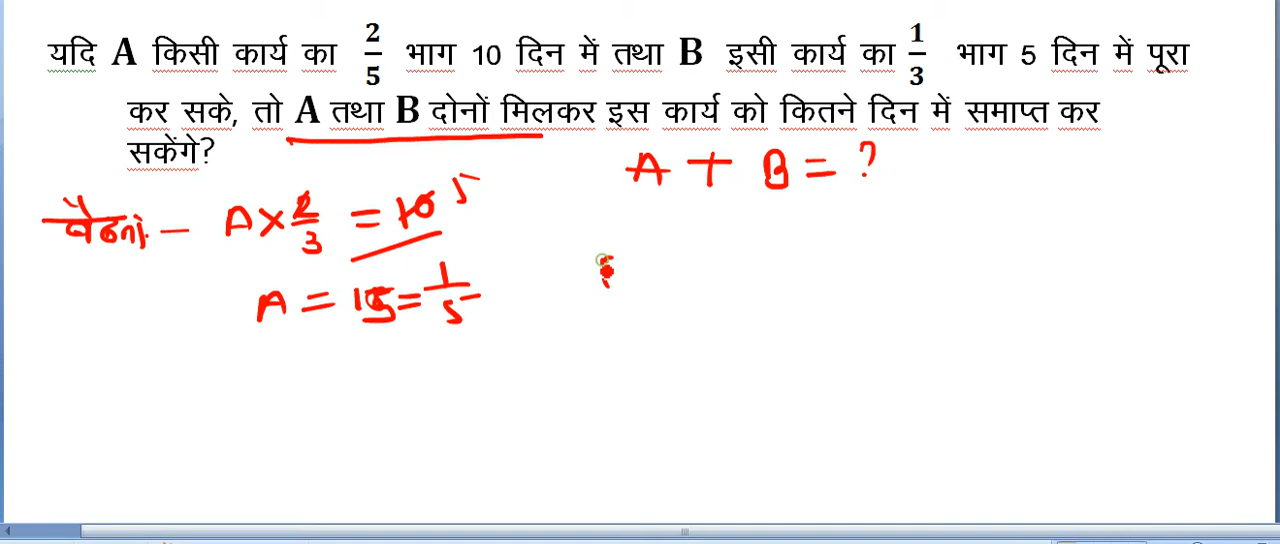 यदि A किसी कार्य का 2/5 भाग 10 दिन में तथा B इसी कार्य का 1/3 भाग 5 दिन में पूरा
कर सके, तो A तथा B दोनों मिलकर इस कार्य को कितने दिन में समाप्त कर
सकेंगे?
A + B = ?
A × 2/3 = 10 5
A = 15 = 1/5